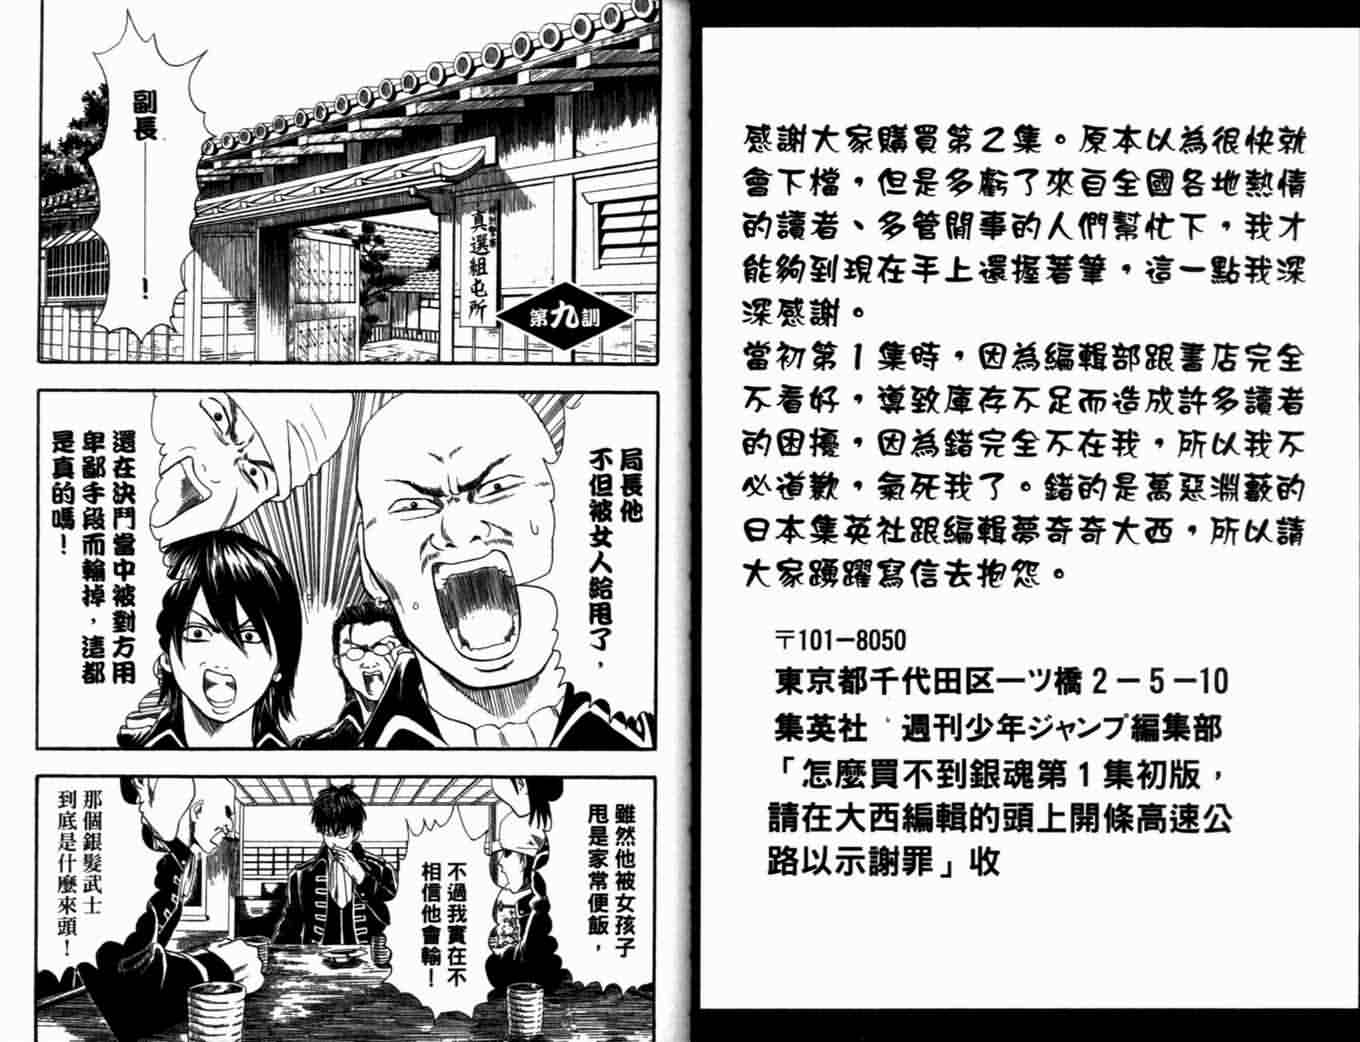 感謝大家購買第2集。原本以為很快就
會下檔，但是多虧了來自全國各地熱情
的讀者、多管閒事的人們幫忙下，我才
能夠到現在手上還握著筆，這一點我深
深感謝。
當初第1集時，因為編輯部跟書店完全
不看好，導致庫存不足而造成許多讀者
的困擾，因為錯完全不在我，所以我不
必道歉，氣死我了。錯的是萬惡淵藪的
日本集英社跟編輯夢奇奇大西，所以請
大家踴躍寫信去抱怨。
〒101－8050
東京都千代田区一ツ橋2－5－10
集英社 週刊少年ジャンプ編集部
「怎麼買不到銀魂第1集初版，
請在大西編輯的頭上開條高速公
路以示謝罪」收
副長——！
真選組屯所
第九訓
局長他
不但被女人給甩了，
還在決鬥當中被對方用
卑鄙手段而輸掉，這都
是真的嗎！
雖然他被女孩子
甩是家常便飯，
不過我實在不
相信他會輸！
那個銀髮武士
到底是什麼來頭！